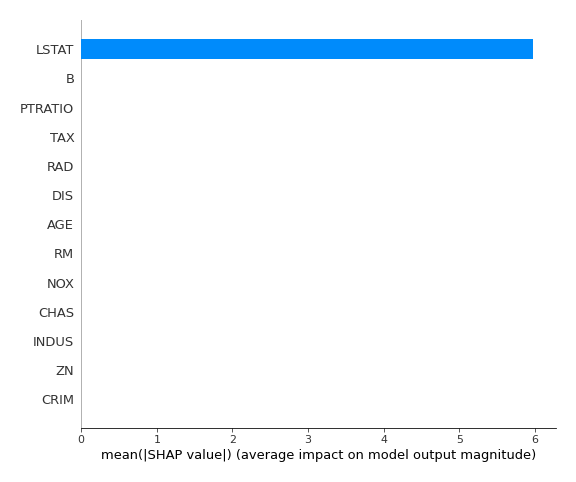 LSTAT
B
PTRATIO
TAX
RAD
DIS
AGE
RM
NOX
CHAS
INDUS
ZN
CRIM
0 1 2 3 4 5 6
mean(|SHAP value|) (average impact on model output magnitude)